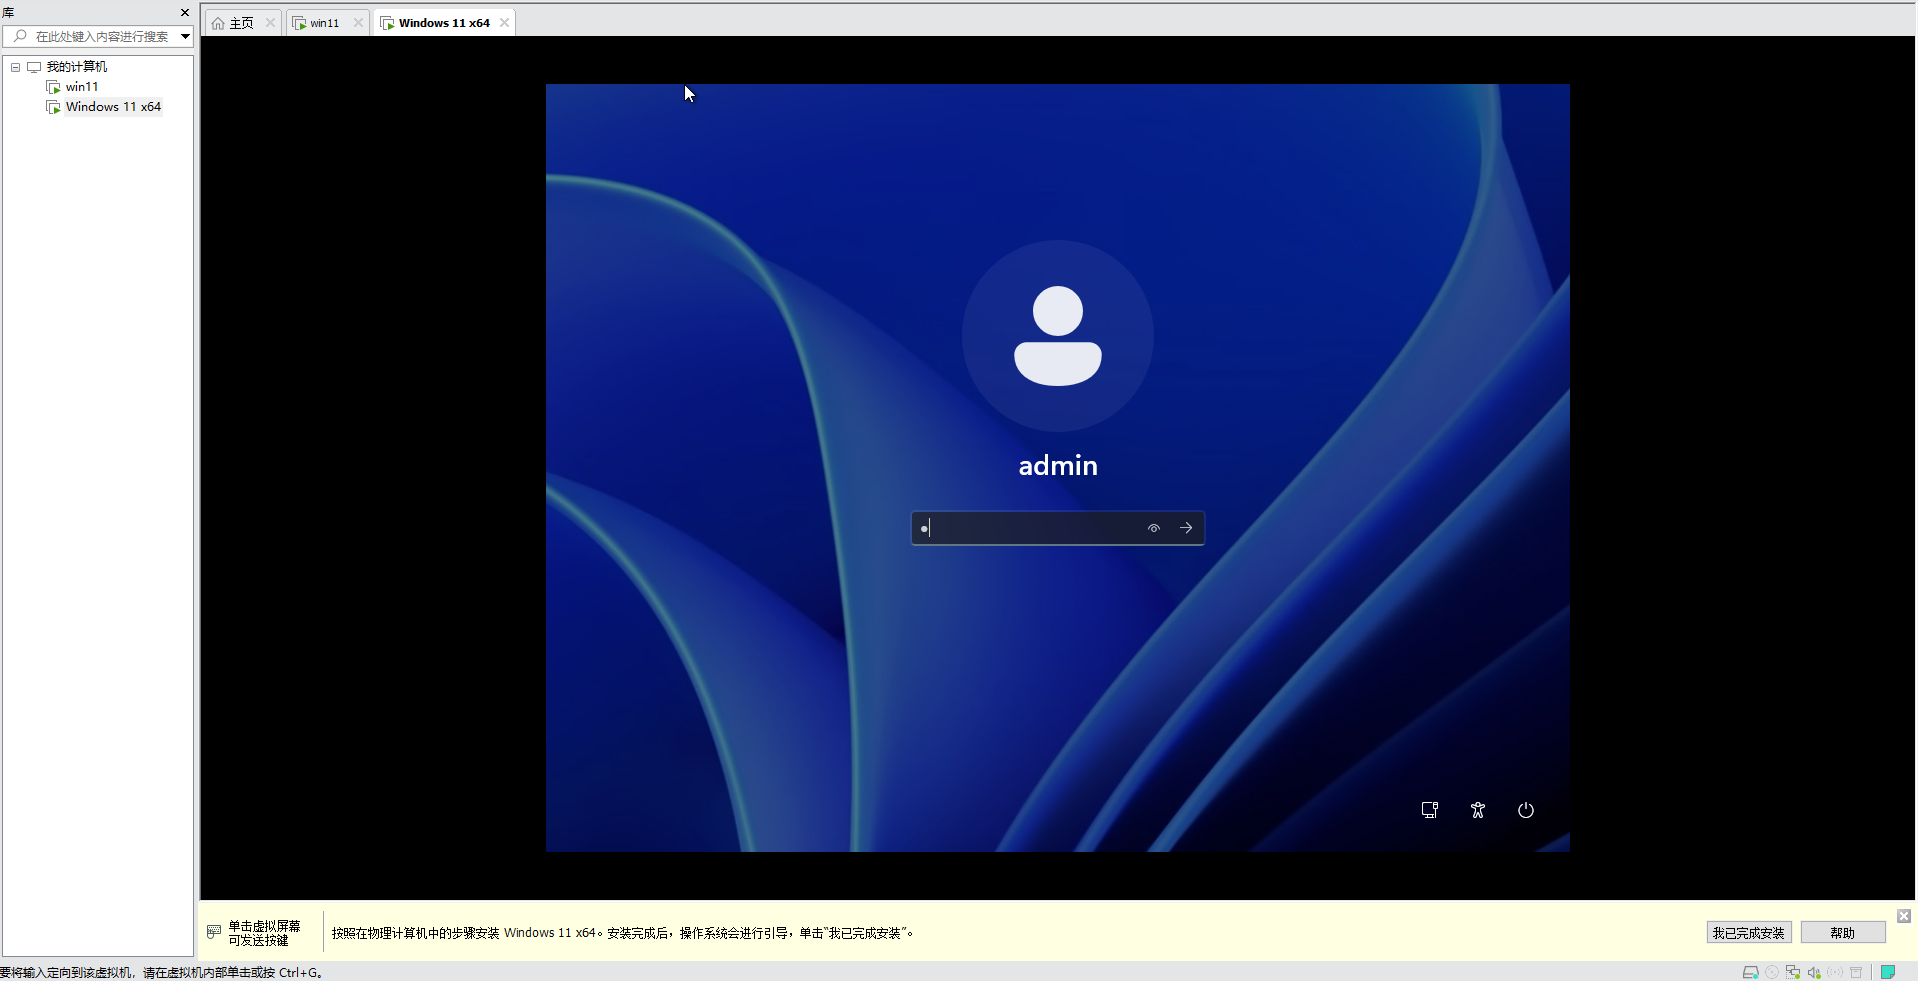 库
主页
win11
Windows 11 x64
在此处键入内容进行搜索
我的计算机
win11
Windows 11 x64
admin
单击虚拟屏幕
可发送按键
按照在物理计算机中的步骤安装 Windows 11 x64。安装完成后，操作系统会进行引导，单击“我已完成安装”。
我已完成安装
帮助
要将输入定向到该虚拟机，请在虚拟机内部单击或按 Ctrl+G。